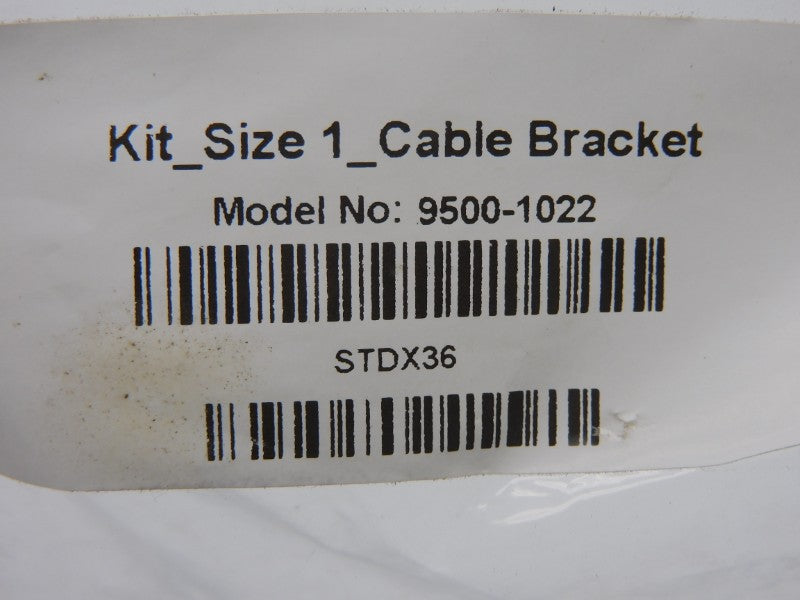 Kit_Size 1_Cable Bracket
Model No: 9500-1022
STDX36